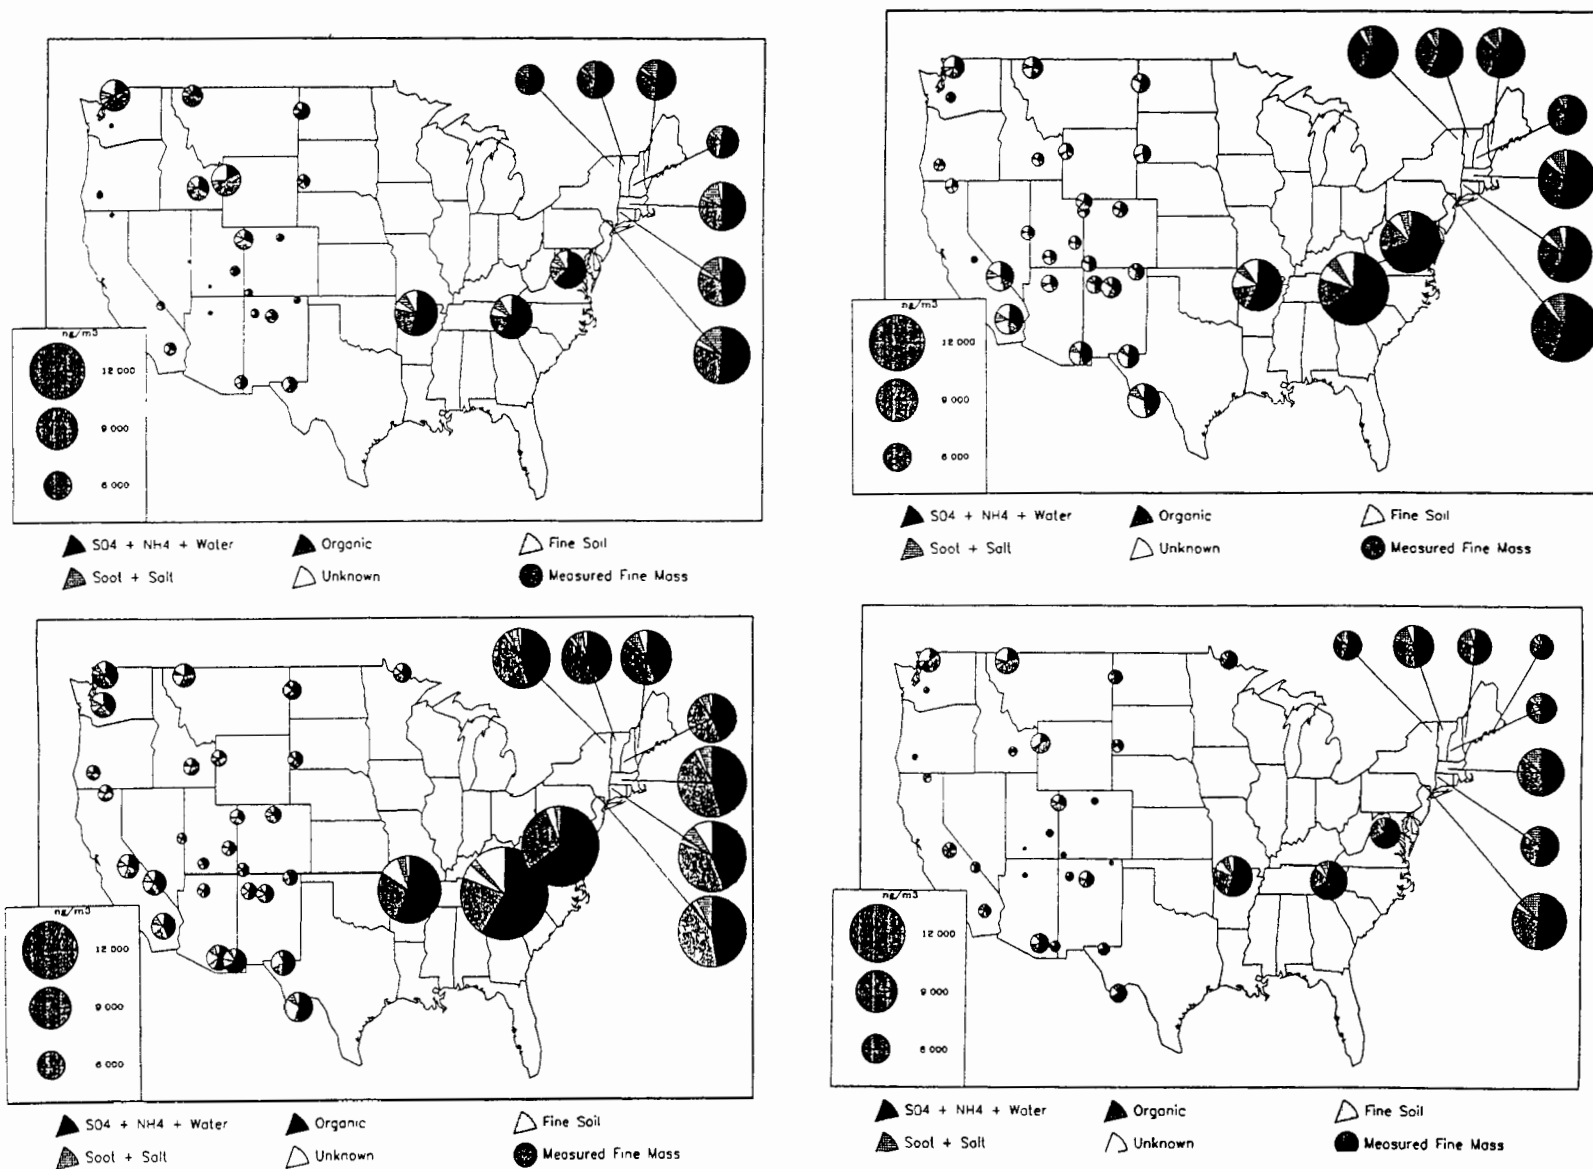 ng/m3
12 000
9 000
6 000
SO4 + NH4 + Water
Organic
Fine Soil
Soot + Salt
Unknown
Measured Fine Mass
ng/m3
12 000
9 000
6 000
SO4 + NH4 + Water
Organic
Fine Soil
Soot + Salt
Unknown
Measured Fine Mass
ng/m3
12 000
9 000
6 000
SO4 + NH4 + Water
Organic
Fine Soil
Soot + Salt
Unknown
Measured Fine Mass
ng/m3
12 000
9 000
6 000
SO4 + NH4 + Water
Organic
Fine Soil
Soot + Salt
Unknown
Measured Fine Mass